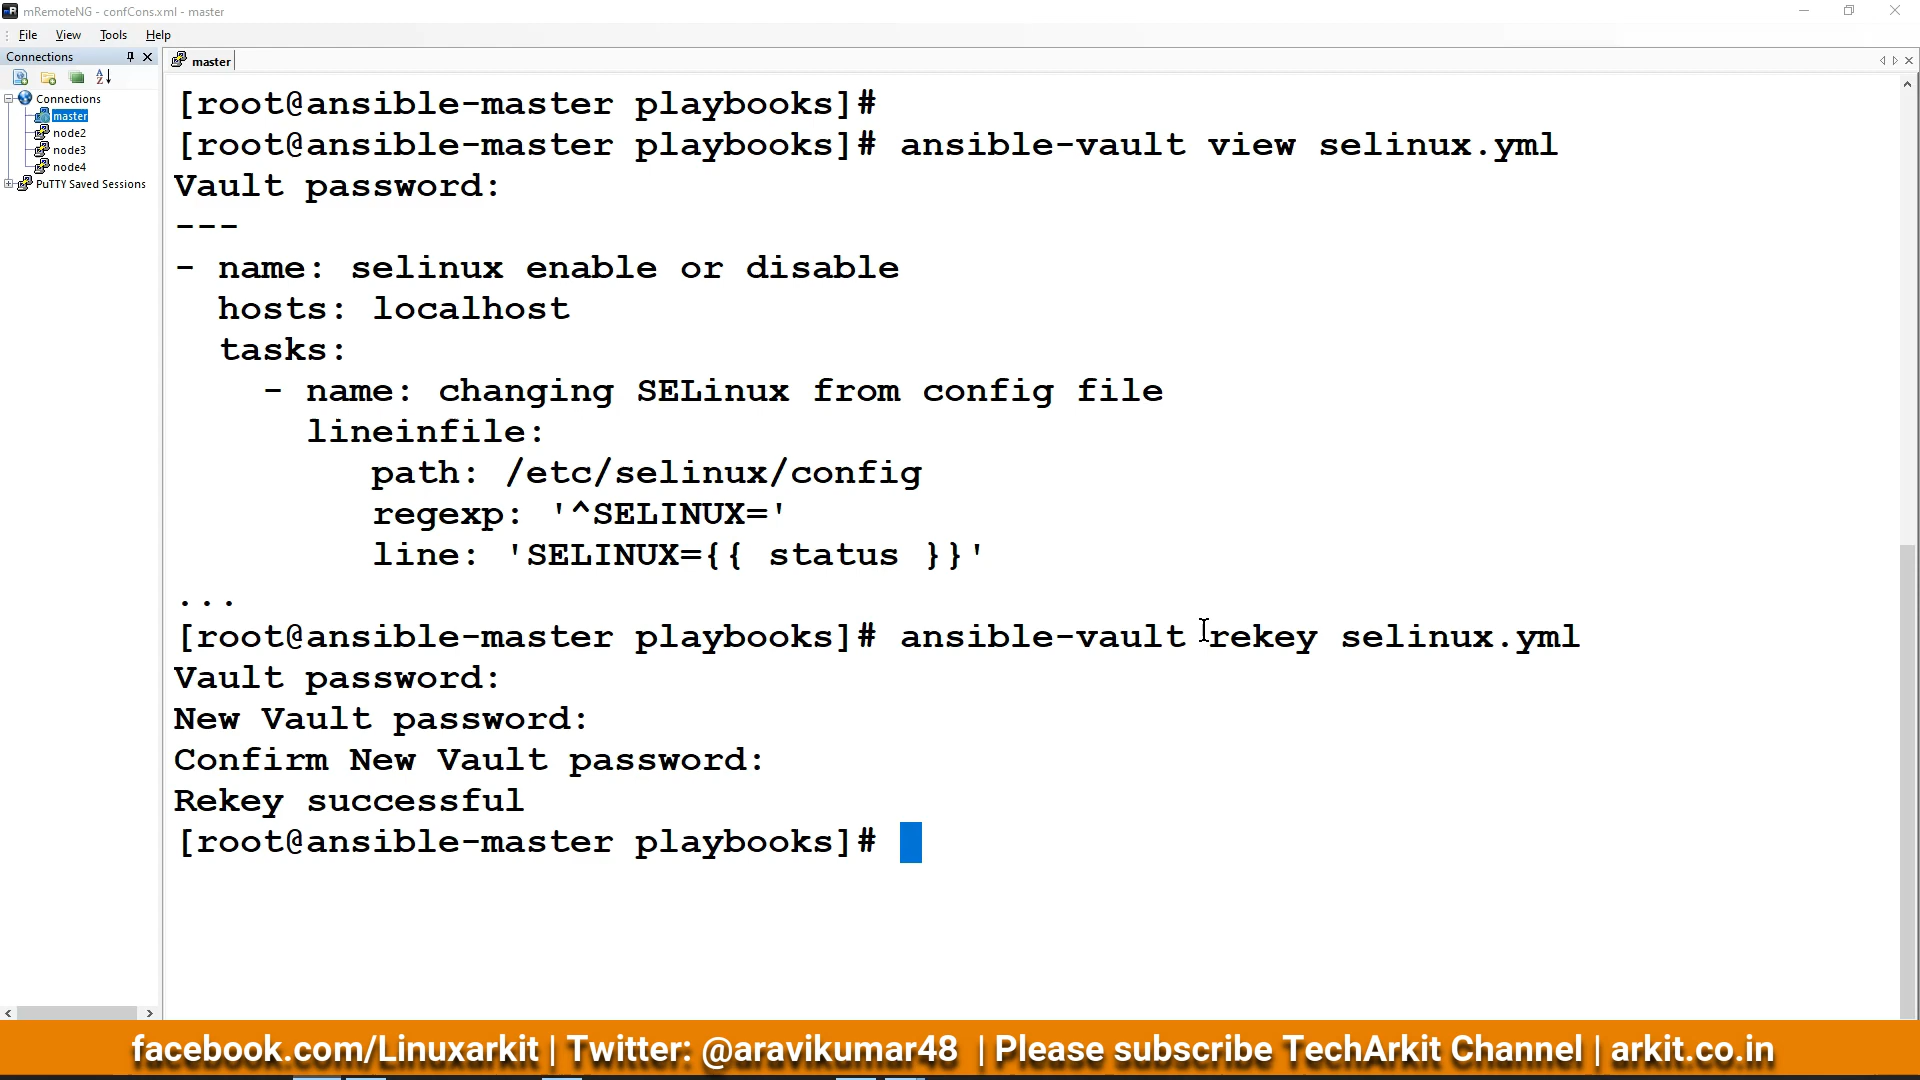 mRemoteNG - confCons.xml - master
File View Tools Help
Connections
master
Connections
master
node2
node3
node4
PuTTY Saved Sessions
[root@ansible-master playbooks]#
[root@ansible-master playbooks]# ansible-vault view selinux.yml
Vault password:
---
- name: selinux enable or disable
  hosts: localhost
  tasks:
    - name: changing SELinux from config file
      lineinfile:
         path: /etc/selinux/config
         regexp: '^SELINUX='
         line: 'SELINUX={{ status }}'
...
[root@ansible-master playbooks]# ansible-vault rekey selinux.yml
Vault password:
New Vault password:
Confirm New Vault password:
Rekey successful
[root@ansible-master playbooks]#
facebook.com/Linuxarkit | Twitter: @aravikumar48 | Please subscribe TechArkit Channel | arkit.co.in